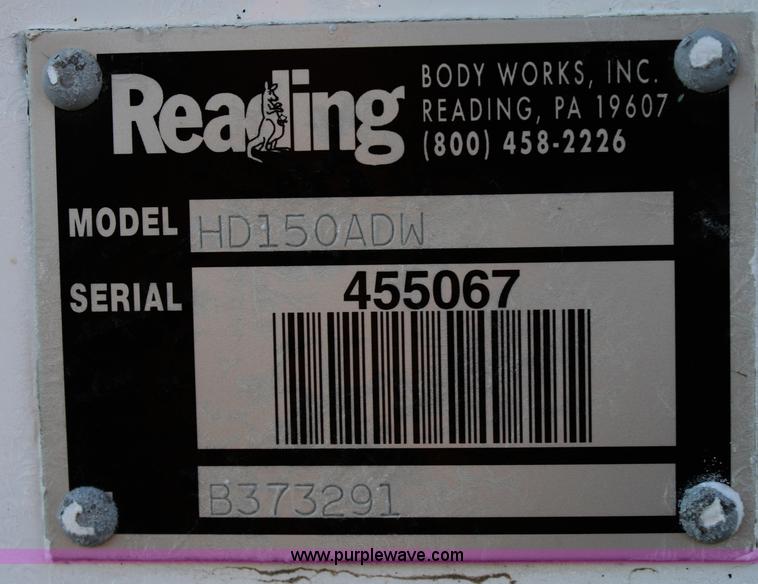 Reading
BODY WORKS, INC.
READING, PA 19607
(800) 458-2226
MODEL HD150ADW
SERIAL 455067
B373291
www.purplewave.com